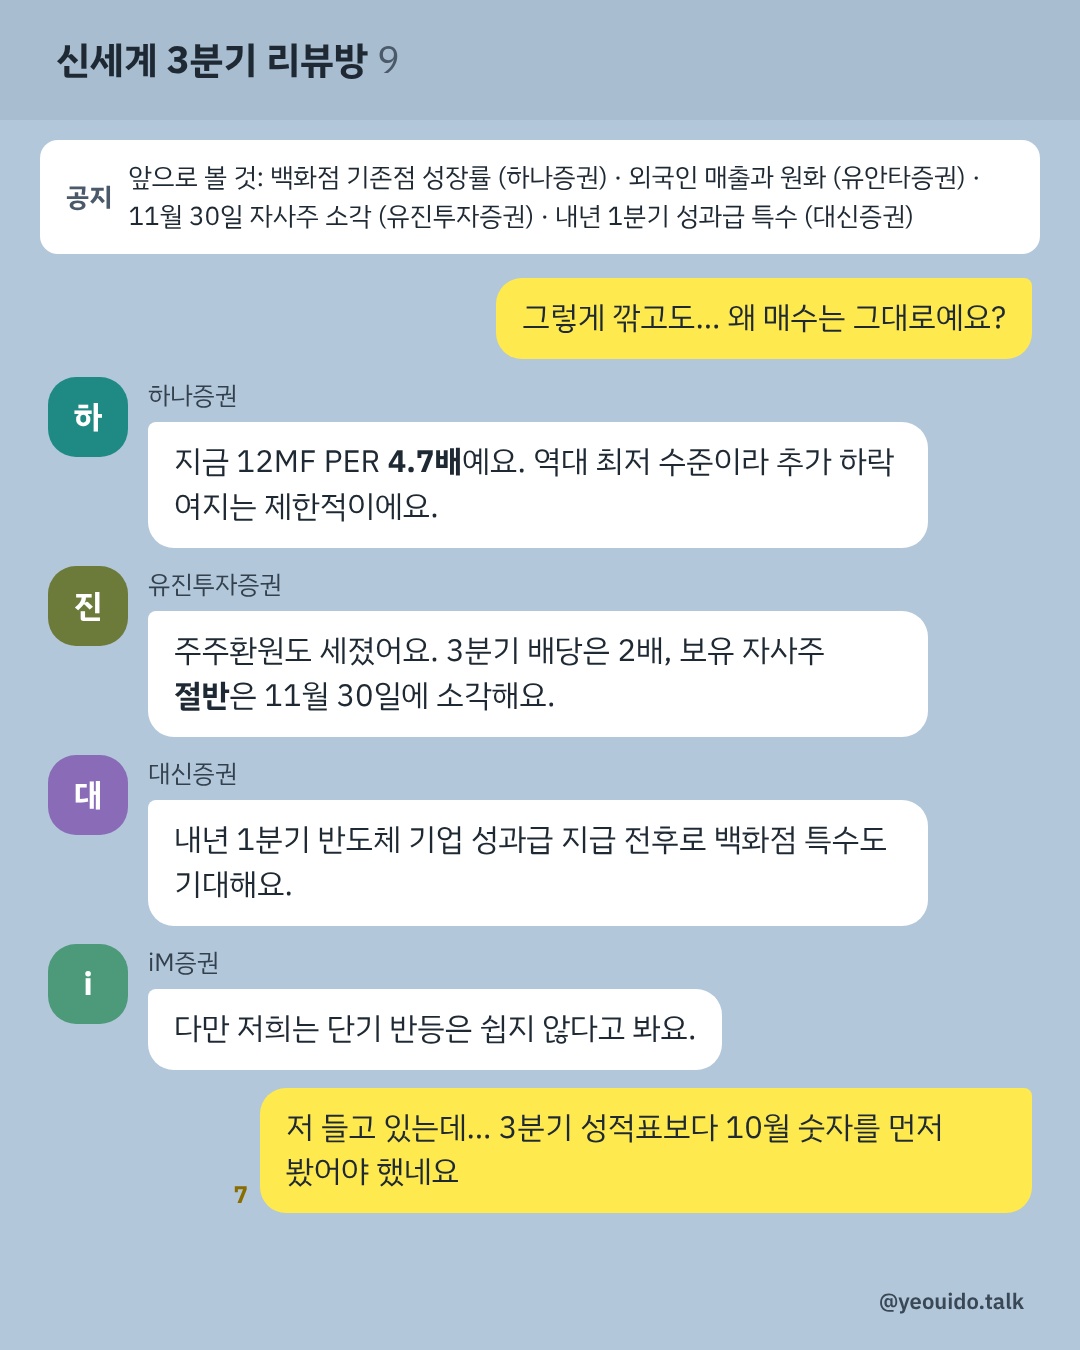 신세계 3분기 리뷰방 9
공지
앞으로 볼 것: 백화점 기존점 성장률 (하나증권) · 외국인 매출과 원화 (유안타증권) ·
11월 30일 자사주 소각 (유진투자증권) · 내년 1분기 성과급 특수 (대신증권)
그렇게 깎고도... 왜 매수는 그대로예요?
하
하나증권
지금 12MF PER 4.7배예요. 역대 최저 수준이라 추가 하락
여지는 제한적이에요.
진
유진투자증권
주주환원도 세졌어요. 3분기 배당은 2배, 보유 자사주
절반은 11월 30일에 소각해요.
대
대신증권
내년 1분기 반도체 기업 성과급 지급 전후로 백화점 특수도
기대해요.
i
iM증권
다만 저희는 단기 반등은 쉽지 않다고 봐요.
저 들고 있는데... 3분기 성적표보다 10월 숫자를 먼저
봤어야 했네요
7
@yeouido.talk